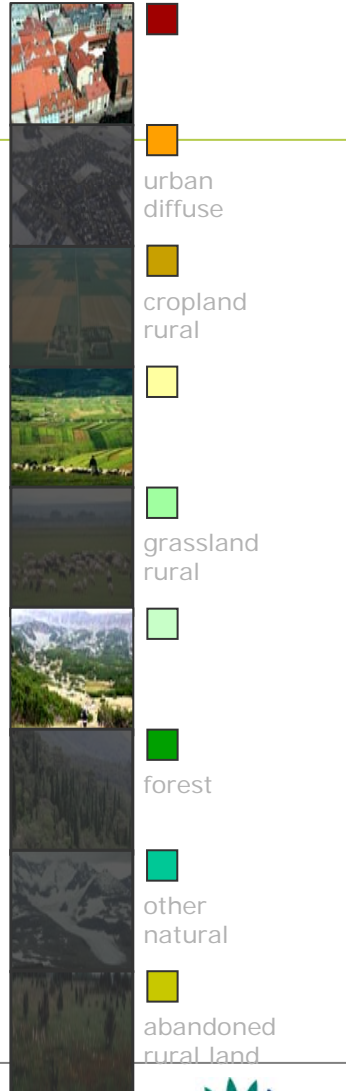 urban
diffuse
cropland
rural
grassland
rural
forest
other
natural
abandoned
rural land